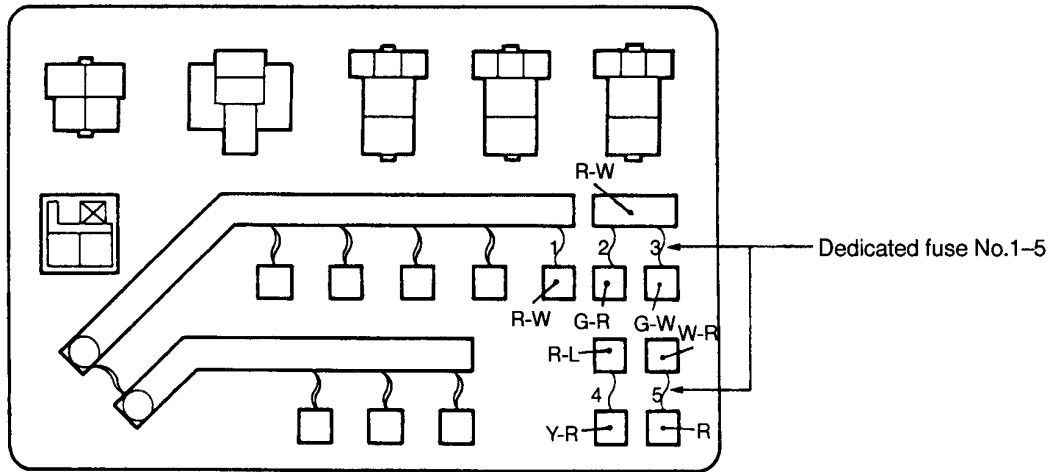 R-W
1 2 3
Dedicated fuse No.1–5
R-W G-R G-W
R-L W-R
4 5
Y-R R